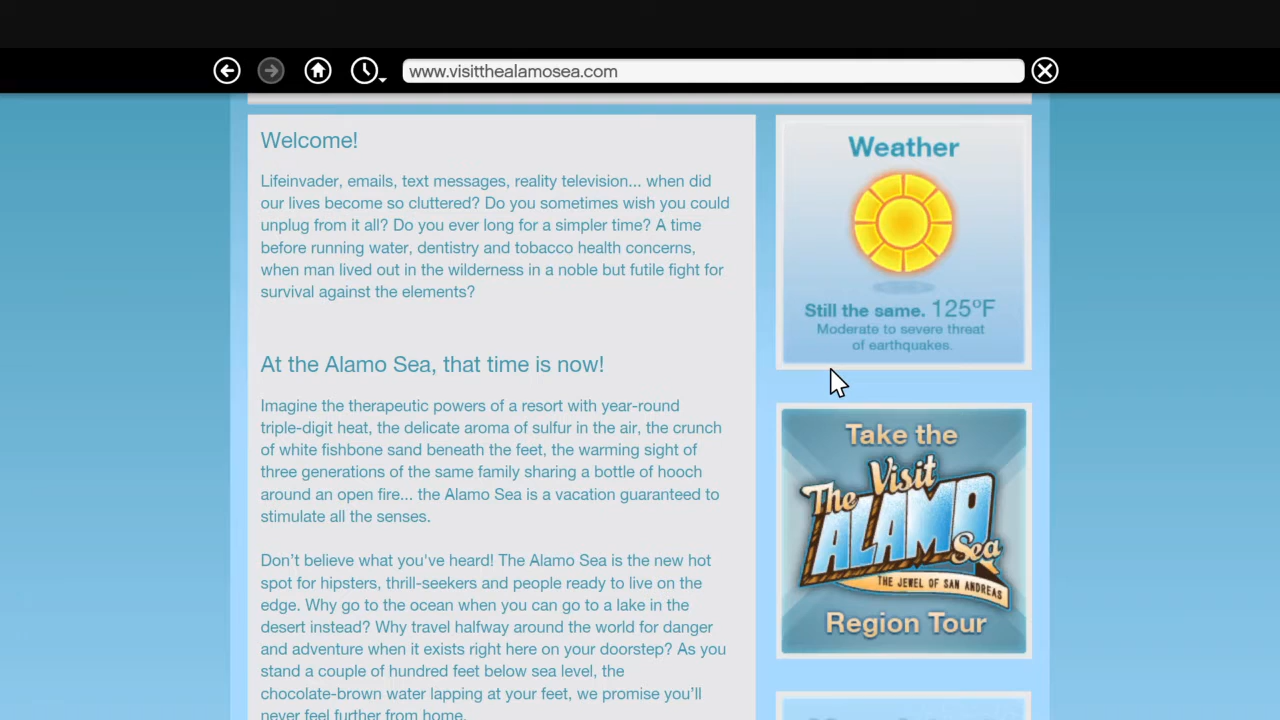 www.visitthealamosea.com
Welcome!
Lifeinvader, emails, text messages, reality television... when did
our lives become so cluttered? Do you sometimes wish you could
unplug from it all? Do you ever long for a simpler time? A time
before running water, dentistry and tobacco health concerns,
when man lived out in the wilderness in a noble but futile fight for
survival against the elements?
At the Alamo Sea, that time is now!
Imagine the therapeutic powers of a resort with year-round
triple-digit heat, the delicate aroma of sulfur in the air, the crunch
of white fishbone sand beneath the feet, the warming sight of
three generations of the same family sharing a bottle of hooch
around an open fire... the Alamo Sea is a vacation guaranteed to
stimulate all the senses.
Don't believe what you've heard! The Alamo Sea is the new hot
spot for hipsters, thrill-seekers and people ready to live on the
edge. Why go to the ocean when you can go to a lake in the
desert instead? Why travel halfway around the world for danger
and adventure when it exists right here on your doorstep? As you
stand a couple of hundred feet below sea level, the
chocolate-brown water lapping at your feet, we promise you'll
never feel further from home.
Weather
Still the same. 125ºF
Moderate to severe threat
of earthquakes.
Take the
Visit
The
ALAMO
Sea
THE JEWEL OF SAN ANDREAS
Region Tour